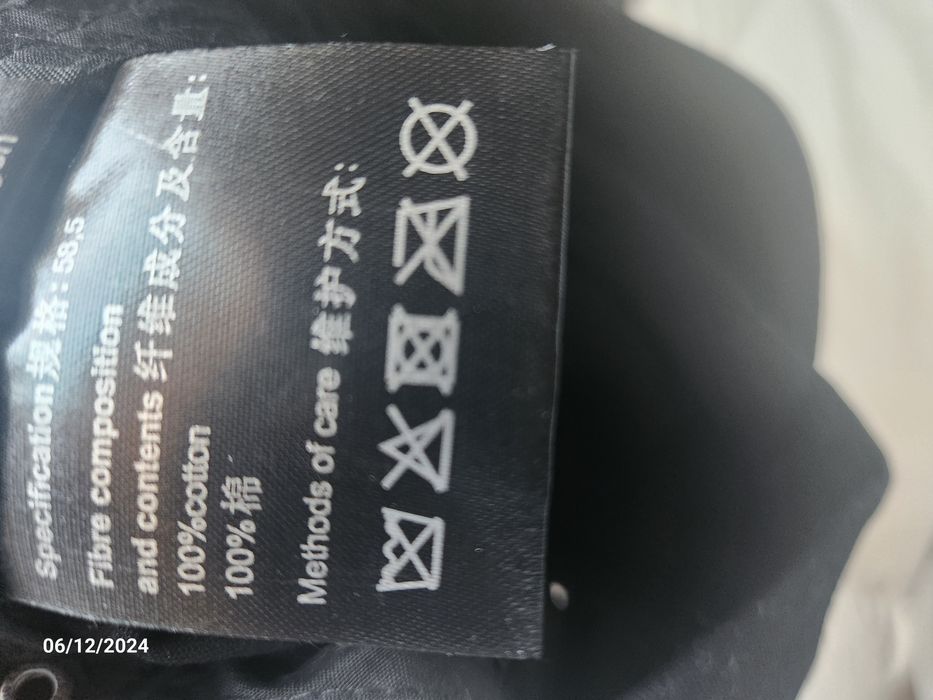 Specification 规格:58.5
Fibre composition
and contents 纤维成分及含量:
100%cotton
100%棉
Methods of care 维护方式:
06/12/2024